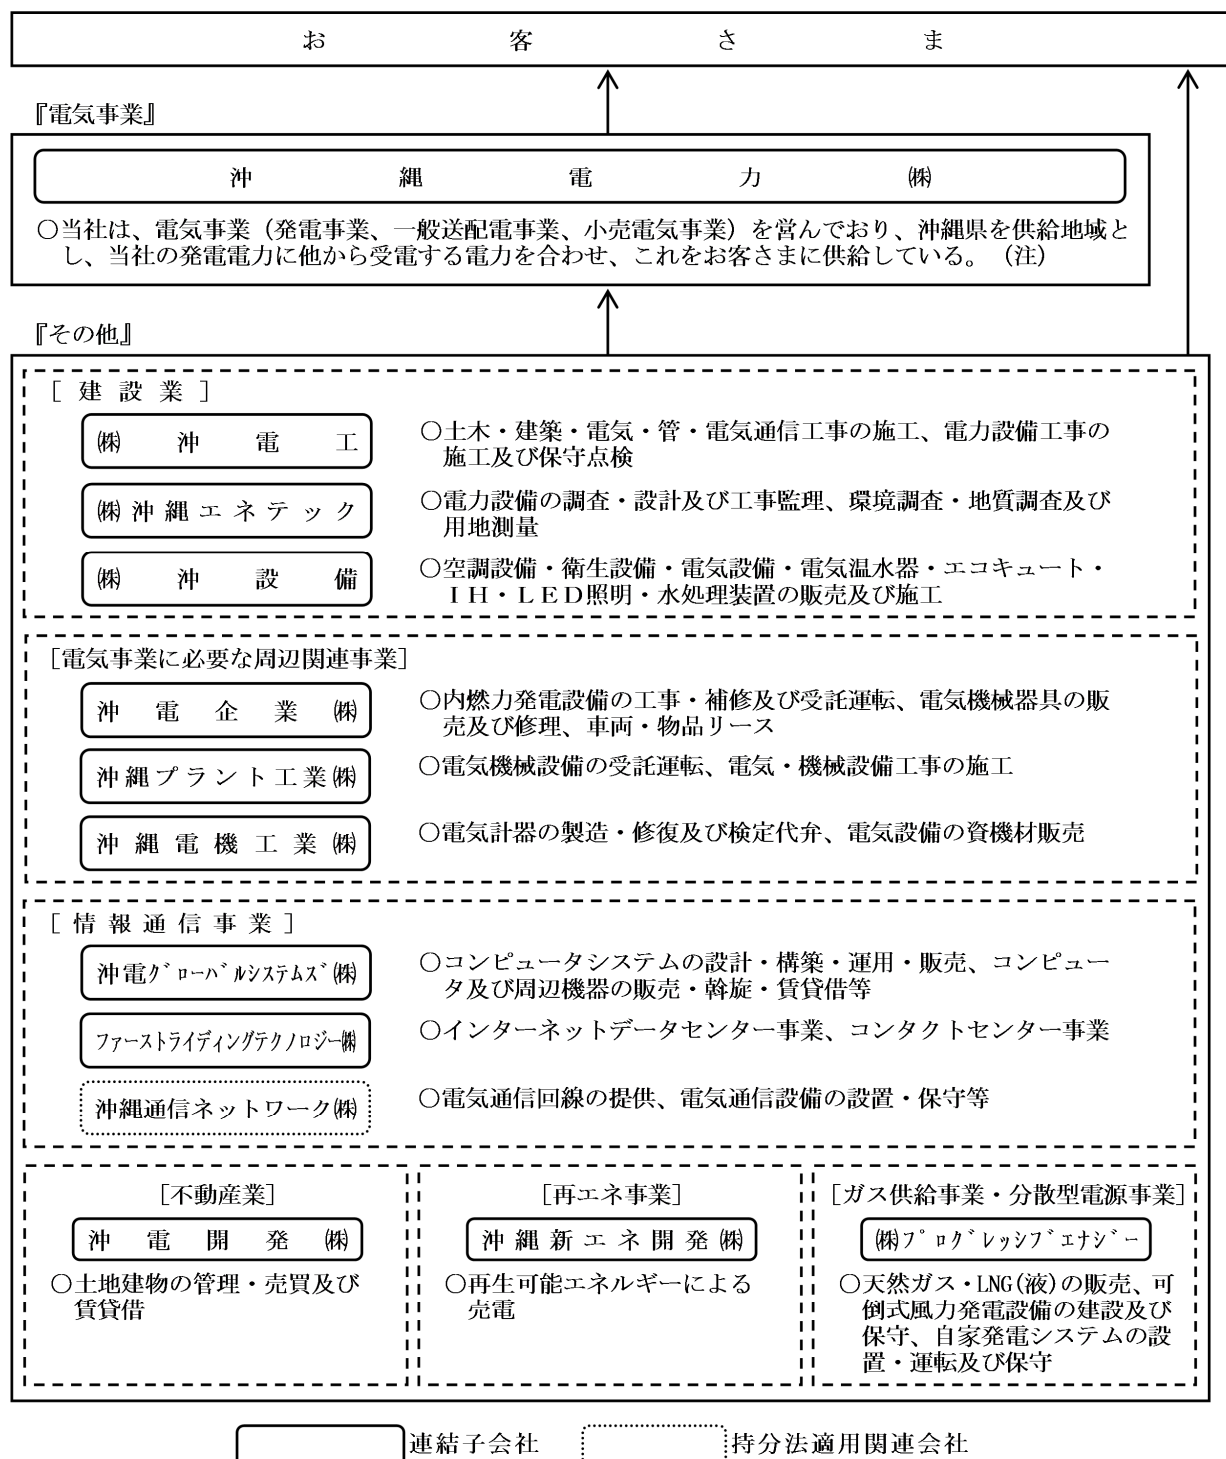 お客さま
『電気事業』
沖縄電力㈱
○当社は、電気事業（発電事業、一般送配電事業、小売電気事業）を営んでおり、沖縄県を供給地域と
し、当社の発電電力に他から受電する電力を合わせ、これをお客さまに供給している。（注）
『その他』
［建設業］
㈱沖電工
○土木・建築・電気・管・電気通信工事の施工、電力設備工事の
施工及び保守点検
㈱沖縄エネテック
○電力設備の調査・設計及び工事監理、環境調査・地質調査及び
用地測量
㈱沖設備
○空調設備・衛生設備・電気設備・電気温水器・エコキュート・
ＩＨ・ＬＥＤ照明・水処理装置の販売及び施工
［電気事業に必要な周辺関連事業］
沖電企業㈱
○内燃力発電設備の工事・補修及び受託運転、電気機械器具の販
売及び修理、車両・物品リース
沖縄プラント工業㈱
○電気機械設備の受託運転、電気・機械設備工事の施工
沖縄電機工業㈱
○電気計器の製造・修復及び検定代弁、電気設備の資機材販売
［情報通信事業］
沖電ｸﾞﾛｰﾊﾞﾙｼｽﾃﾑｽﾞ㈱
○コンピュータシステムの設計・構築・運用・販売、コンピュー
タ及び周辺機器の販売・斡旋・賃貸借等
ファーストライディングテクノロジー㈱
○インターネットデータセンター事業、コンタクトセンター事業
沖縄通信ネットワーク㈱
○電気通信回線の提供、電気通信設備の設置・保守等
［不動産業］
沖電開発㈱
○土地建物の管理・売買及び
賃貸借
［再エネ事業］
沖縄新エネ開発㈱
○再生可能エネルギーによる
売電
［ガス供給事業・分散型電源事業］
㈱ﾌﾟﾛｸﾞﾚｯｼﾌﾞｴﾅｼﾞｰ
○天然ガス・LNG(液)の販売、可
倒式風力発電設備の建設及び
保守、自家発電システムの設
置・運転及び保守
連結子会社
持分法適用関連会社